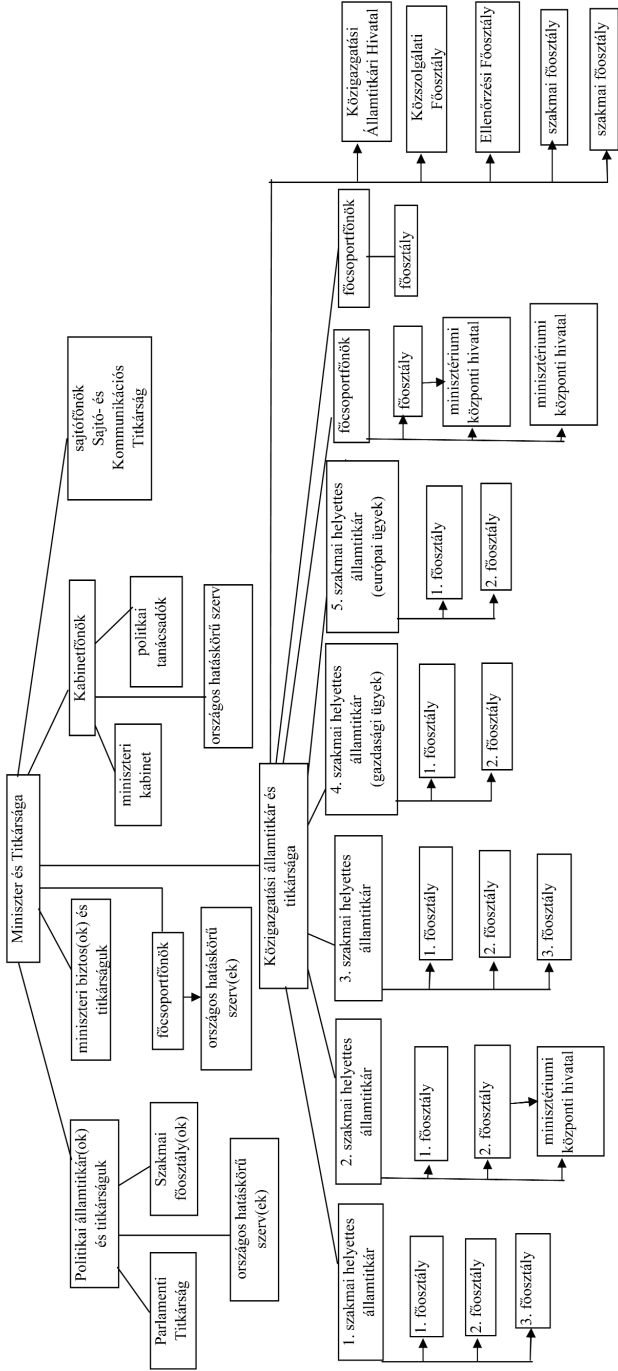 Miniszter és Titkársága
Politikai államtitkár(ok)
és titkárságuk
miniszteri biztos(ok) és
titkárságuk
Kabinetfőnök
sajtófőnök
Sajtó- és
Kommunikációs
Titkárság
Parlamenti
Titkárság
Szakmai
főosztály(ok)
országos hatáskörű
szerv(ek)
főcsoportfőnök
országos hatáskörű
szerv(ek)
miniszteri
kabinet
politkai
tanácsadók
országos hatáskörű szerv
Közigazgatási államtitkár és
titkársága
1. szakmai helyettes
államtitkár
1. főosztály
2. főosztály
3. főosztály
2. szakmai helyettes
államtitkár
1. főosztály
2. főosztály
minisztériumi
központi hivatal
3. szakmai helyettes
államtitkár
1. főosztály
2. főosztály
3. főosztály
4. szakmai helyettes
államtitkár
(gazdasági ügyek)
1. főosztály
2. főosztály
5. szakmai helyettes
államtitkár
(európai ügyek)
1. főosztály
2. főosztály
főcsoportfőnök
főosztály
minisztériumi
központi hivatal
minisztériumi
központi hivatal
főcsoportfőnök
főosztály
Közigazgatási
Államtitkári Hivatal
Közszolgálati
Főosztály
Ellenőrzési Főosztály
szakmai főosztály
szakmai főosztály